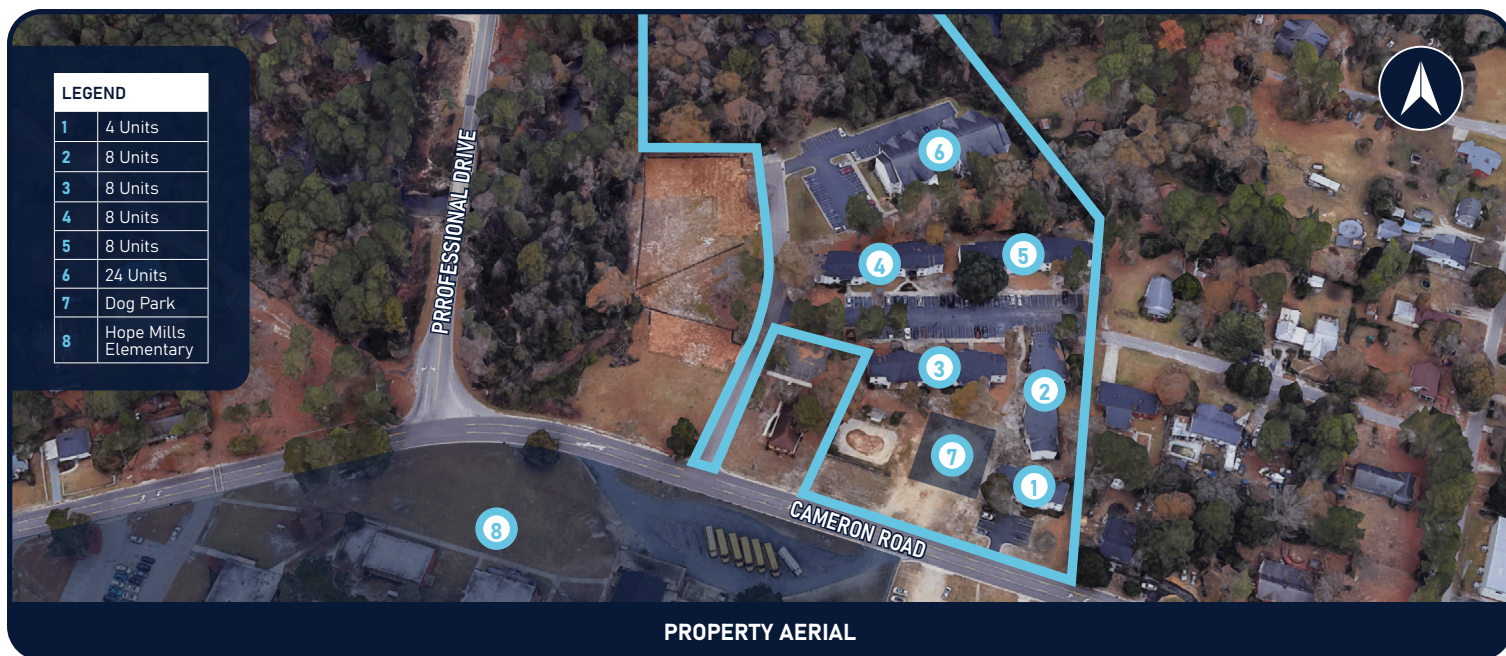 LEGEND
1 4 Units
2 8 Units
3 8 Units
4 8 Units
5 8 Units
6 24 Units
7 Dog Park
8 Hope Mills
Elementary
PROFESSIONAL DRIVE
6
5
4
3
2
7
1
8
CAMERON ROAD
PROPERTY AERIAL